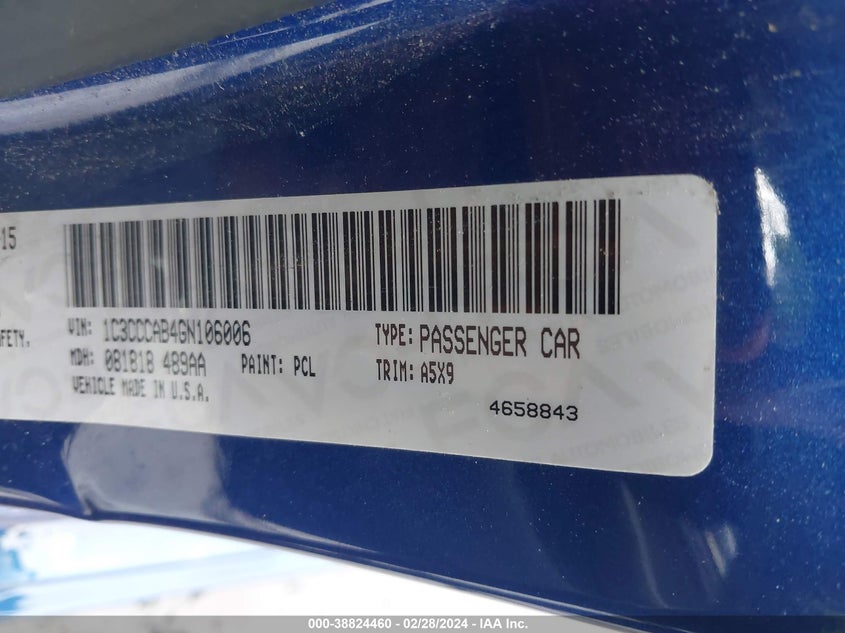 15
VIN: 1C3CCCAB4GN106006
TYPE: PASSENGER CAR
MDH: 081818 489AA
PAINT: PCL
TRIM: A5X9
VEHICLE MADE IN U.S.A.
4658843
AUTOMOBILES
000-38824460 - 02/28/2024 - IAA Inc.